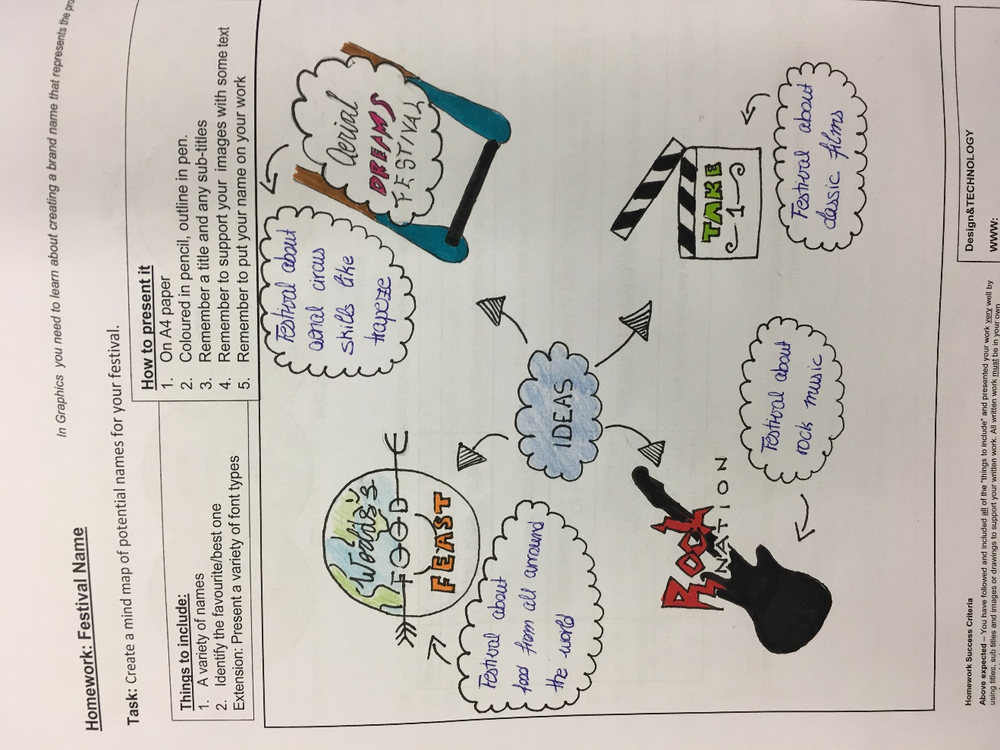 In Graphics you need to learn about creating a brand name that represents the
Homework: Festival Name
Task: Create a mind map of potential names for your festival.
Things to include:
1. A variety of names
2. Identify the favourite/best one
Extension: Present a variety of font types
How to present it
1. On A4 paper
2. Coloured in pencil, outline in pen.
3. Remember a title and any sub-titles
4. Remember to support your images with some text
5. Remember to put your name on your work
World's
FOOD
FEAST
Festival about
food from all arround
the world
Festival about
aerial circus
skills like
trapeze
Aerial
DREAMS
FESTIVAL
IDEAS
ROCK
NATION
Festival about
rock music
TAKE
1
Festival about
classic films
Homework Success Criteria
Above expected – You have followed and included all of the "things to include" and presented your work very well by
using titles, sub titles and images or drawings to support your written work. All written work must be in your own
Design&TECHNOLOGY
WWW: